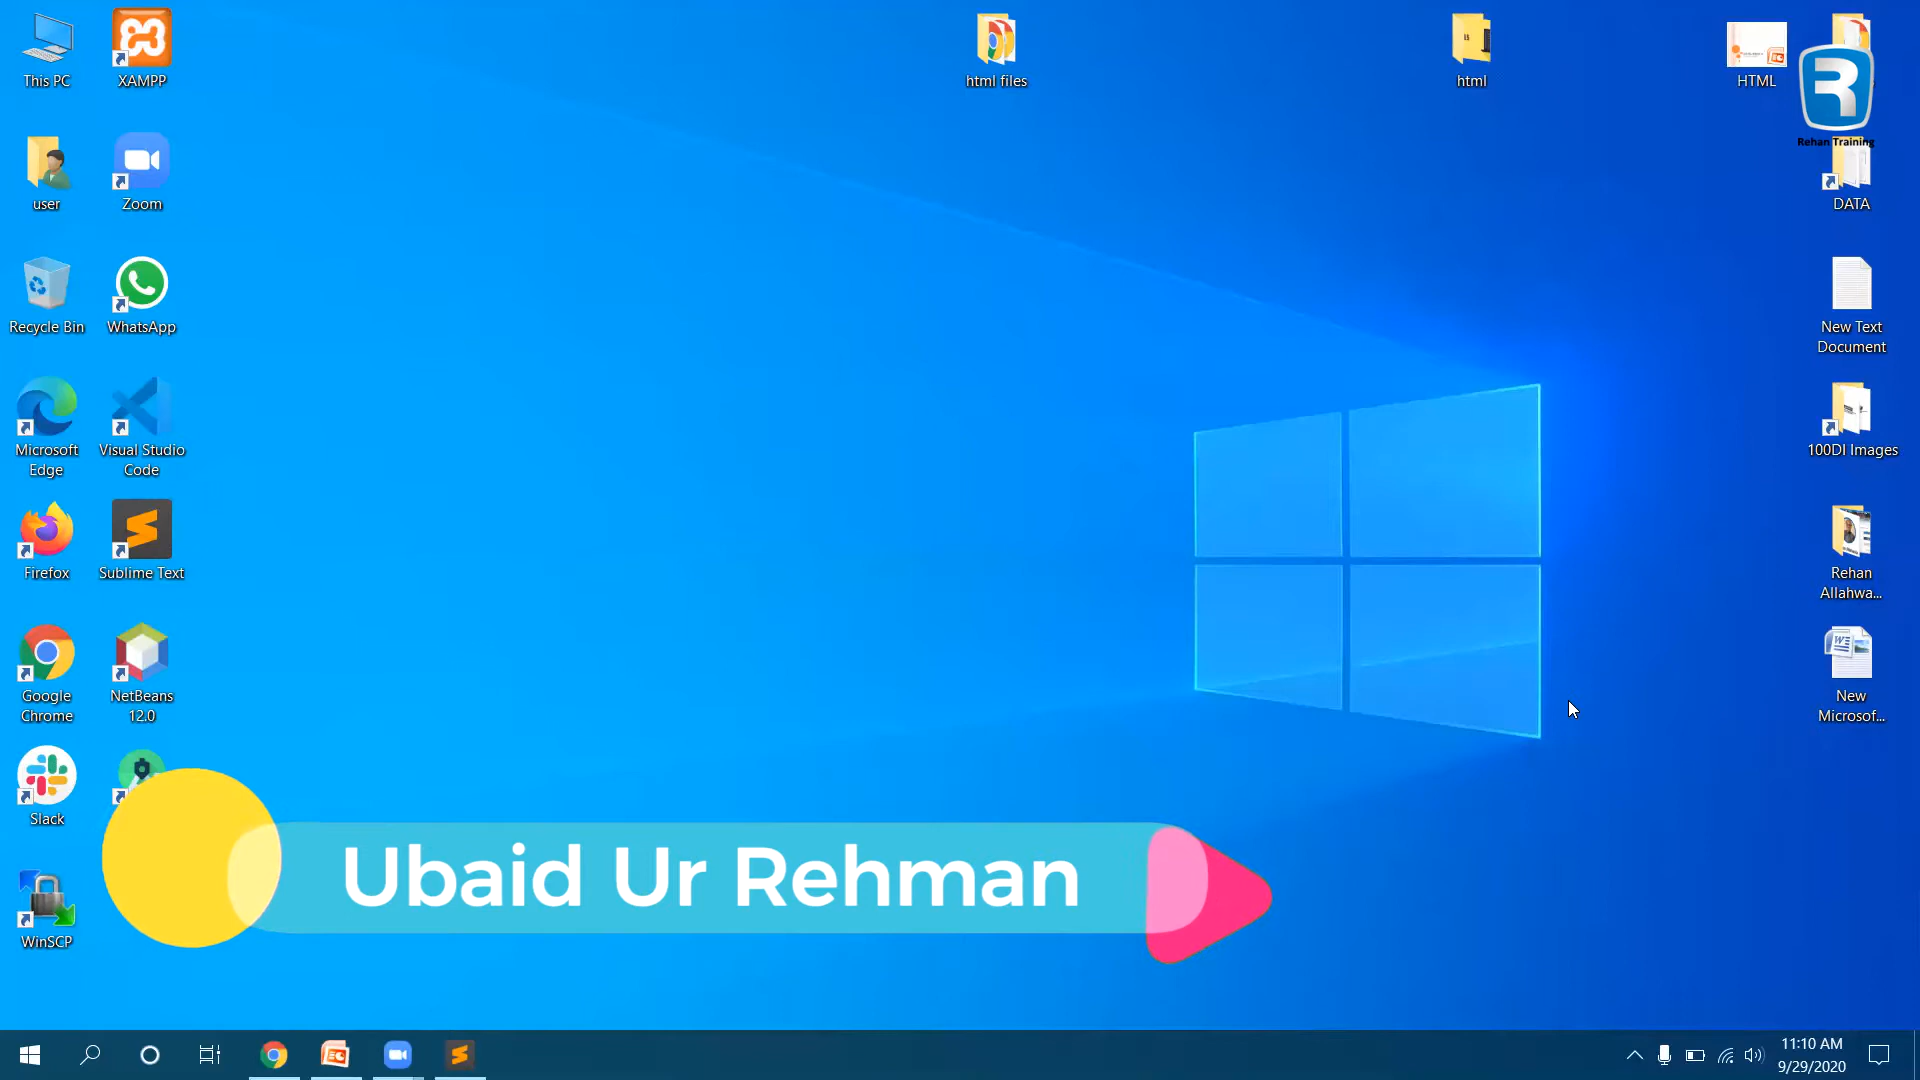 This PC
XAMPP
html files
html
HTML
Rehan Training
user
Zoom
DATA
Recycle Bin
WhatsApp
New Text
Document
Microsoft
Edge
Visual Studio
Code
100DI Images
Firefox
Sublime Text
Rehan
Allahwa...
Google
Chrome
NetBeans
12.0
New
Microsof...
Slack
Ubaid Ur Rehman
WinSCP
11:10 AM
9/29/2020